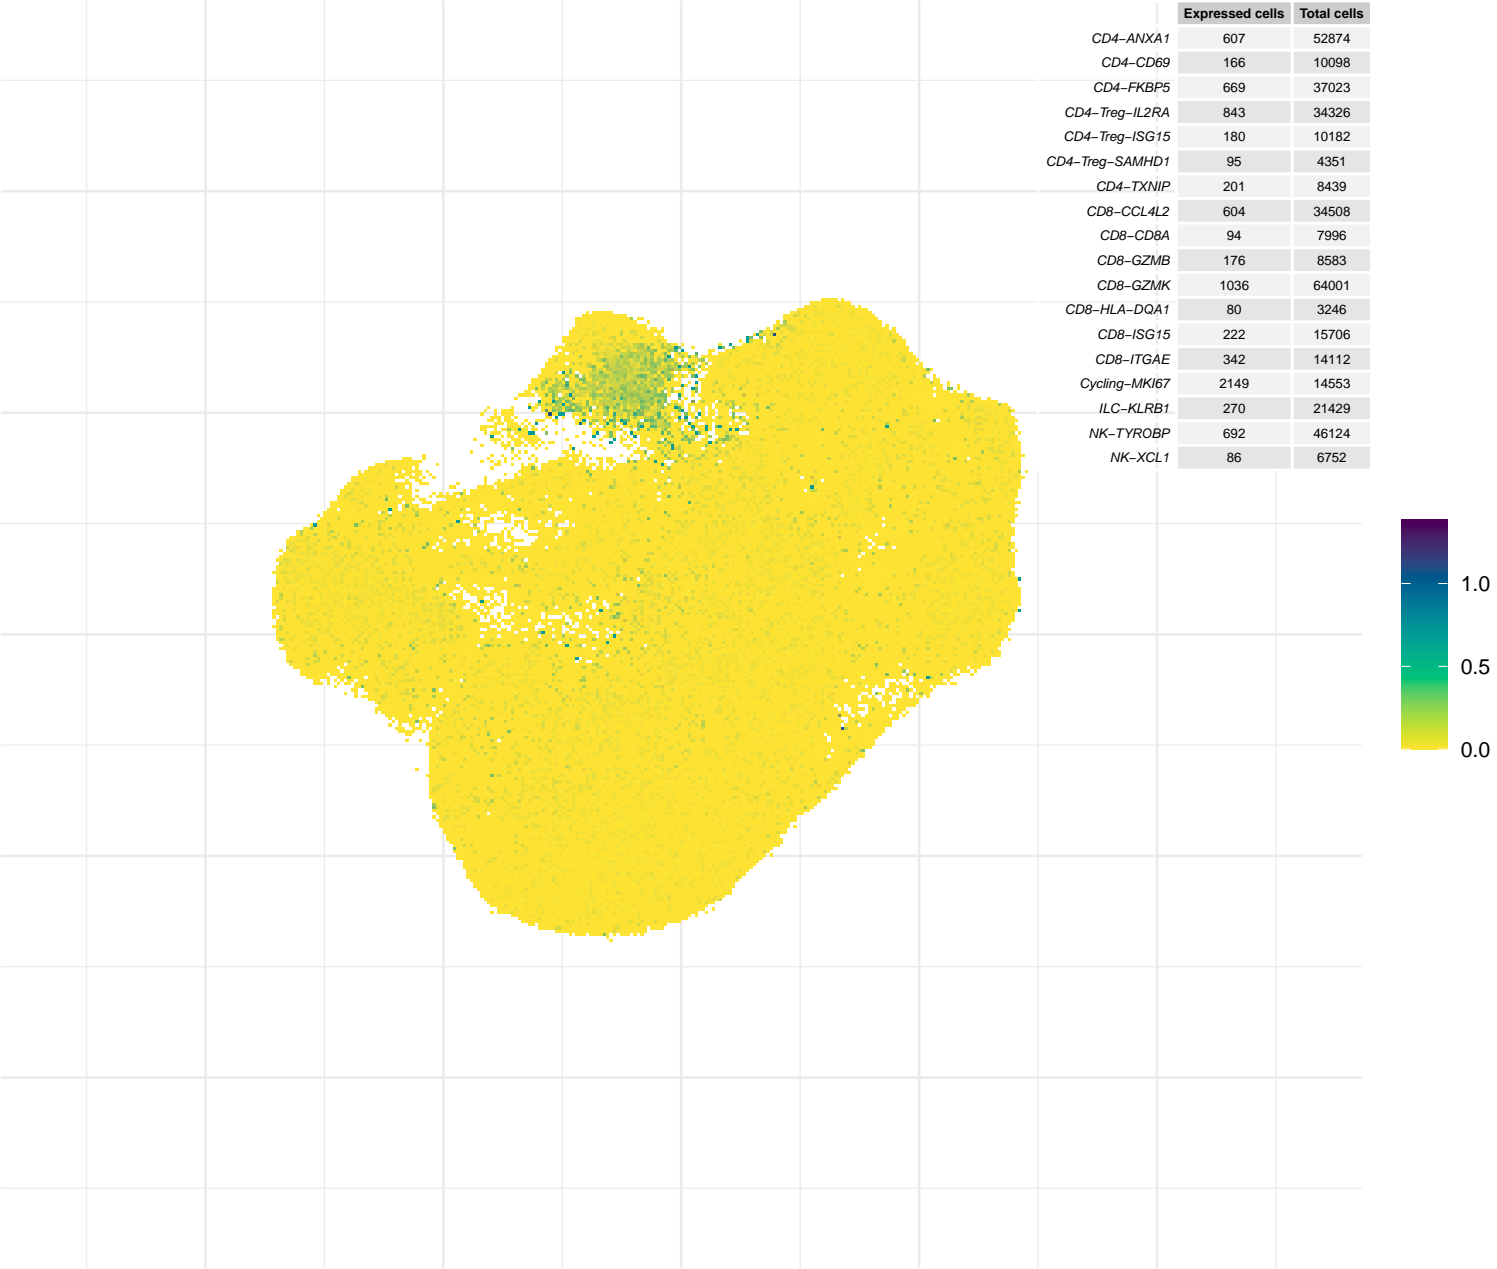 Expressed cells Total cells
CD4−ANXA1 607 52874
CD4−CD69 166 10098
CD4−FKBP5 669 37023
CD4−Treg−IL2RA 843 34326
CD4−Treg−ISG15 180 10182
CD4−Treg−SAMHD1 95 4351
CD4−TXNIP 201 8439
CD8−CCL4L2 604 34508
CD8−CD8A 94 7996
CD8−GZMB 176 8583
CD8−GZMK 1036 64001
CD8−HLA−DQA1 80 3246
CD8−ISG15 222 15706
CD8−ITGAE 342 14112
Cycling−MKI67 2149 14553
ILC−KLRB1 270 21429
NK−TYROBP 692 46124
NK−XCL1 86 6752
1.0
0.5
0.0